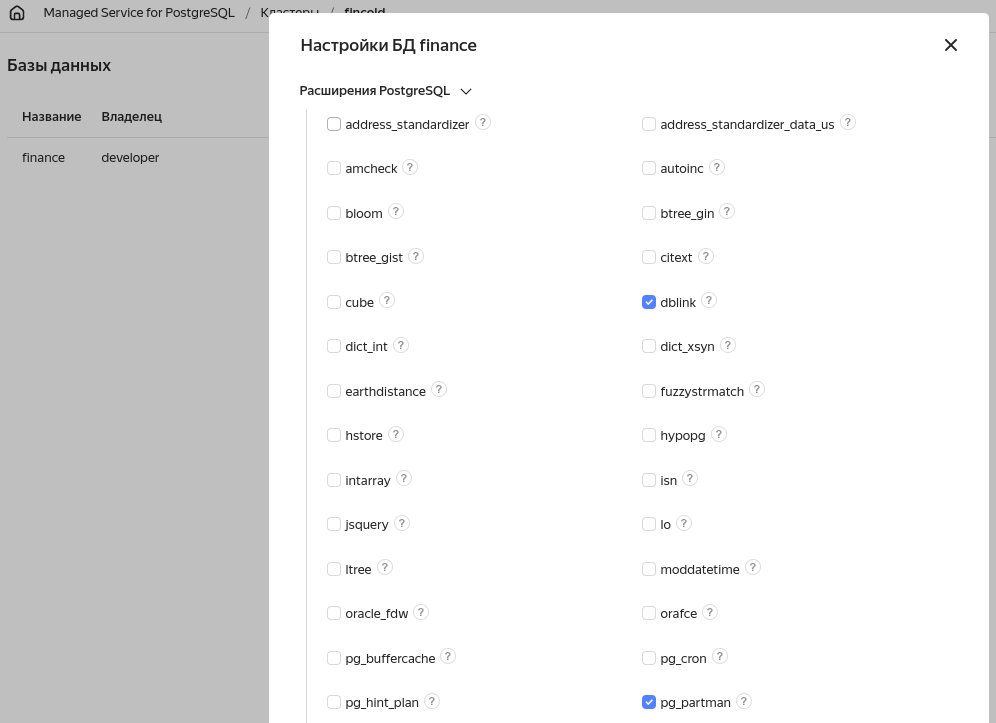 Managed Service for PostgreSQL / Кластеры / fincold
Настройки БД finance
Базы данных
Расширения PostgreSQL
Название Владелец
finance developer
address_standardizer ? address_standardizer_data_us ?
amcheck ? autoinc ?
bloom ? btree_gin ?
btree_gist ? citext ?
cube ? dblink ?
dict_int ? dict_xsyn ?
earthdistance ? fuzzystrmatch ?
hstore ? hypopg ?
intarray ? isn ?
jsquery ? lo ?
ltree ? moddatetime ?
oracle_fdw ? orafce ?
pg_buffercache ? pg_cron ?
pg_hint_plan ? pg_partman ?